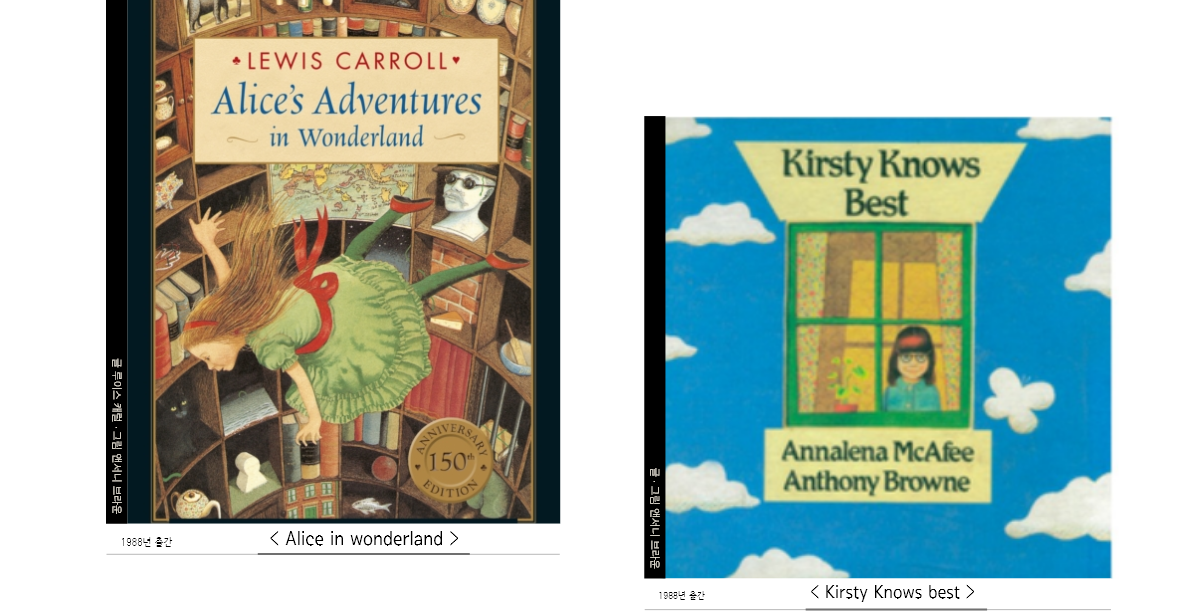 ♣LEWIS CARROLL♥
Alice's Adventures
in Wonderland
ANNIVERSARY
150th
EDITION
글 루이스 캐럴 · 그림 앤서니 브라운
1988년 출간
< Alice in wonderland >
Kirsty Knows
Best
Annalena McAfee
Anthony Browne
글 · 그림 앤서니 브라운
1988년 출간
< Kirsty Knows best >